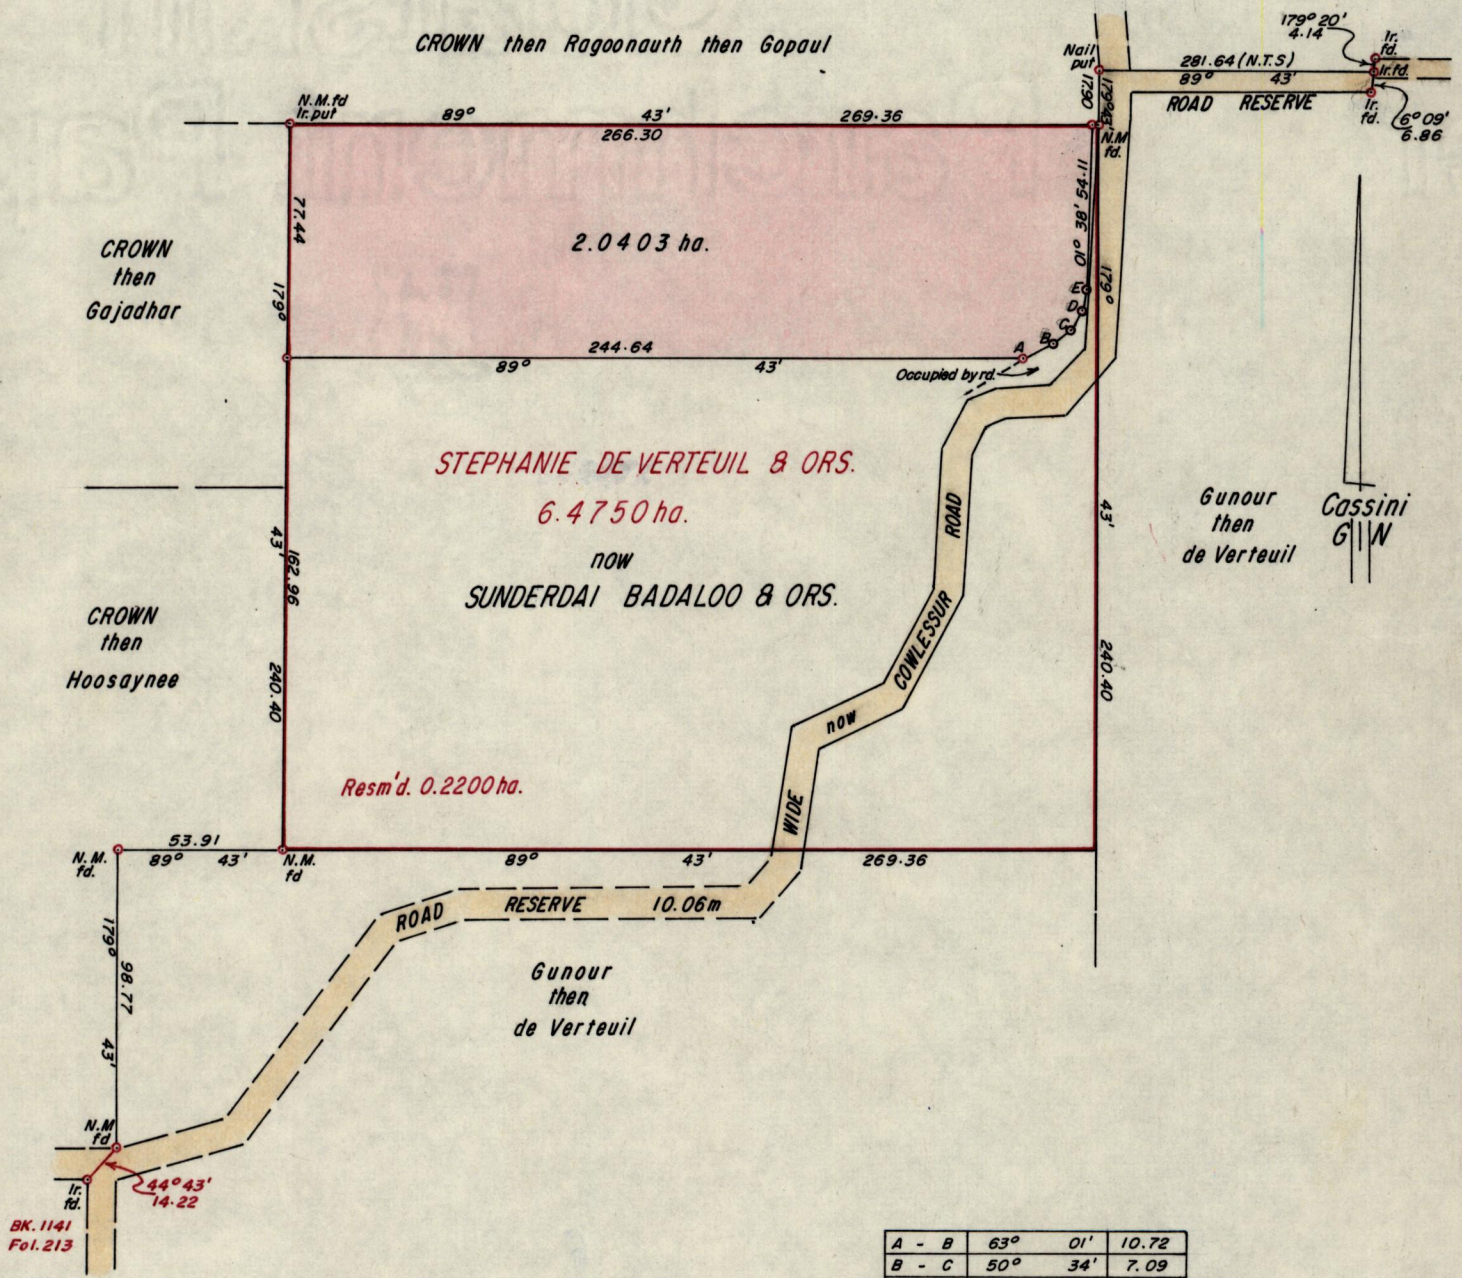 CROWN then Ragoonauth then Gopaul
179° 20'
4.14
Ir.
fd.
Nail
put
281.64 (N.T.S)
89° 43'
ROAD RESERVE
Ir.fd.
Ir.
fd.
6° 09'
6.86
N.M.fd
Ir.put
89° 43' 269.36
266.30
17.90
179° 43'
N.M
fd.
77.44
2.0403 ha.
01° 38' 54.11
CROWN
then
Gajadhar
179°
E
D
C
B
A
179°
244.64
89° 43'
Occupied by rd.
STEPHANIE DE VERTEUIL & ORS.
6.4750 ha.
now
SUNDERDAI BADALOO & ORS.
ROAD
43'
Gunour
then
de Verteuil
Cassini
G N
43'
162.96
CROWN
then
Hoosaynee
COWLESSUR
240.40
240.40
now
Resm'd. 0.2200 ha.
WIDE
53.91
89° 43'
N.M.
fd.
N.M.
fd
89° 43' 269.36
ROAD RESERVE 10.06m
179°
98.77
43'
Gunour
then
de Verteuil
N.M
fd
44° 43'
14.22
Ir.
fd.
BK. 1141
Fol. 213
A - B 63° 01' 10.72
B - C 50° 34' 7.09